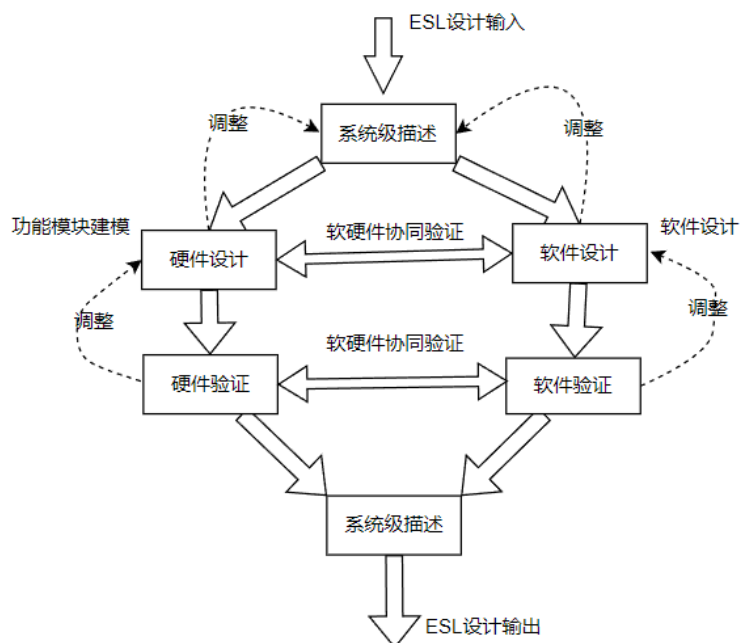 ESL设计输入
系统级描述
调整
调整
功能模块建模
软硬件协同验证
软件设计
硬件设计
软件设计
调整
调整
软硬件协同验证
硬件验证
软件验证
系统级描述
ESL设计输出